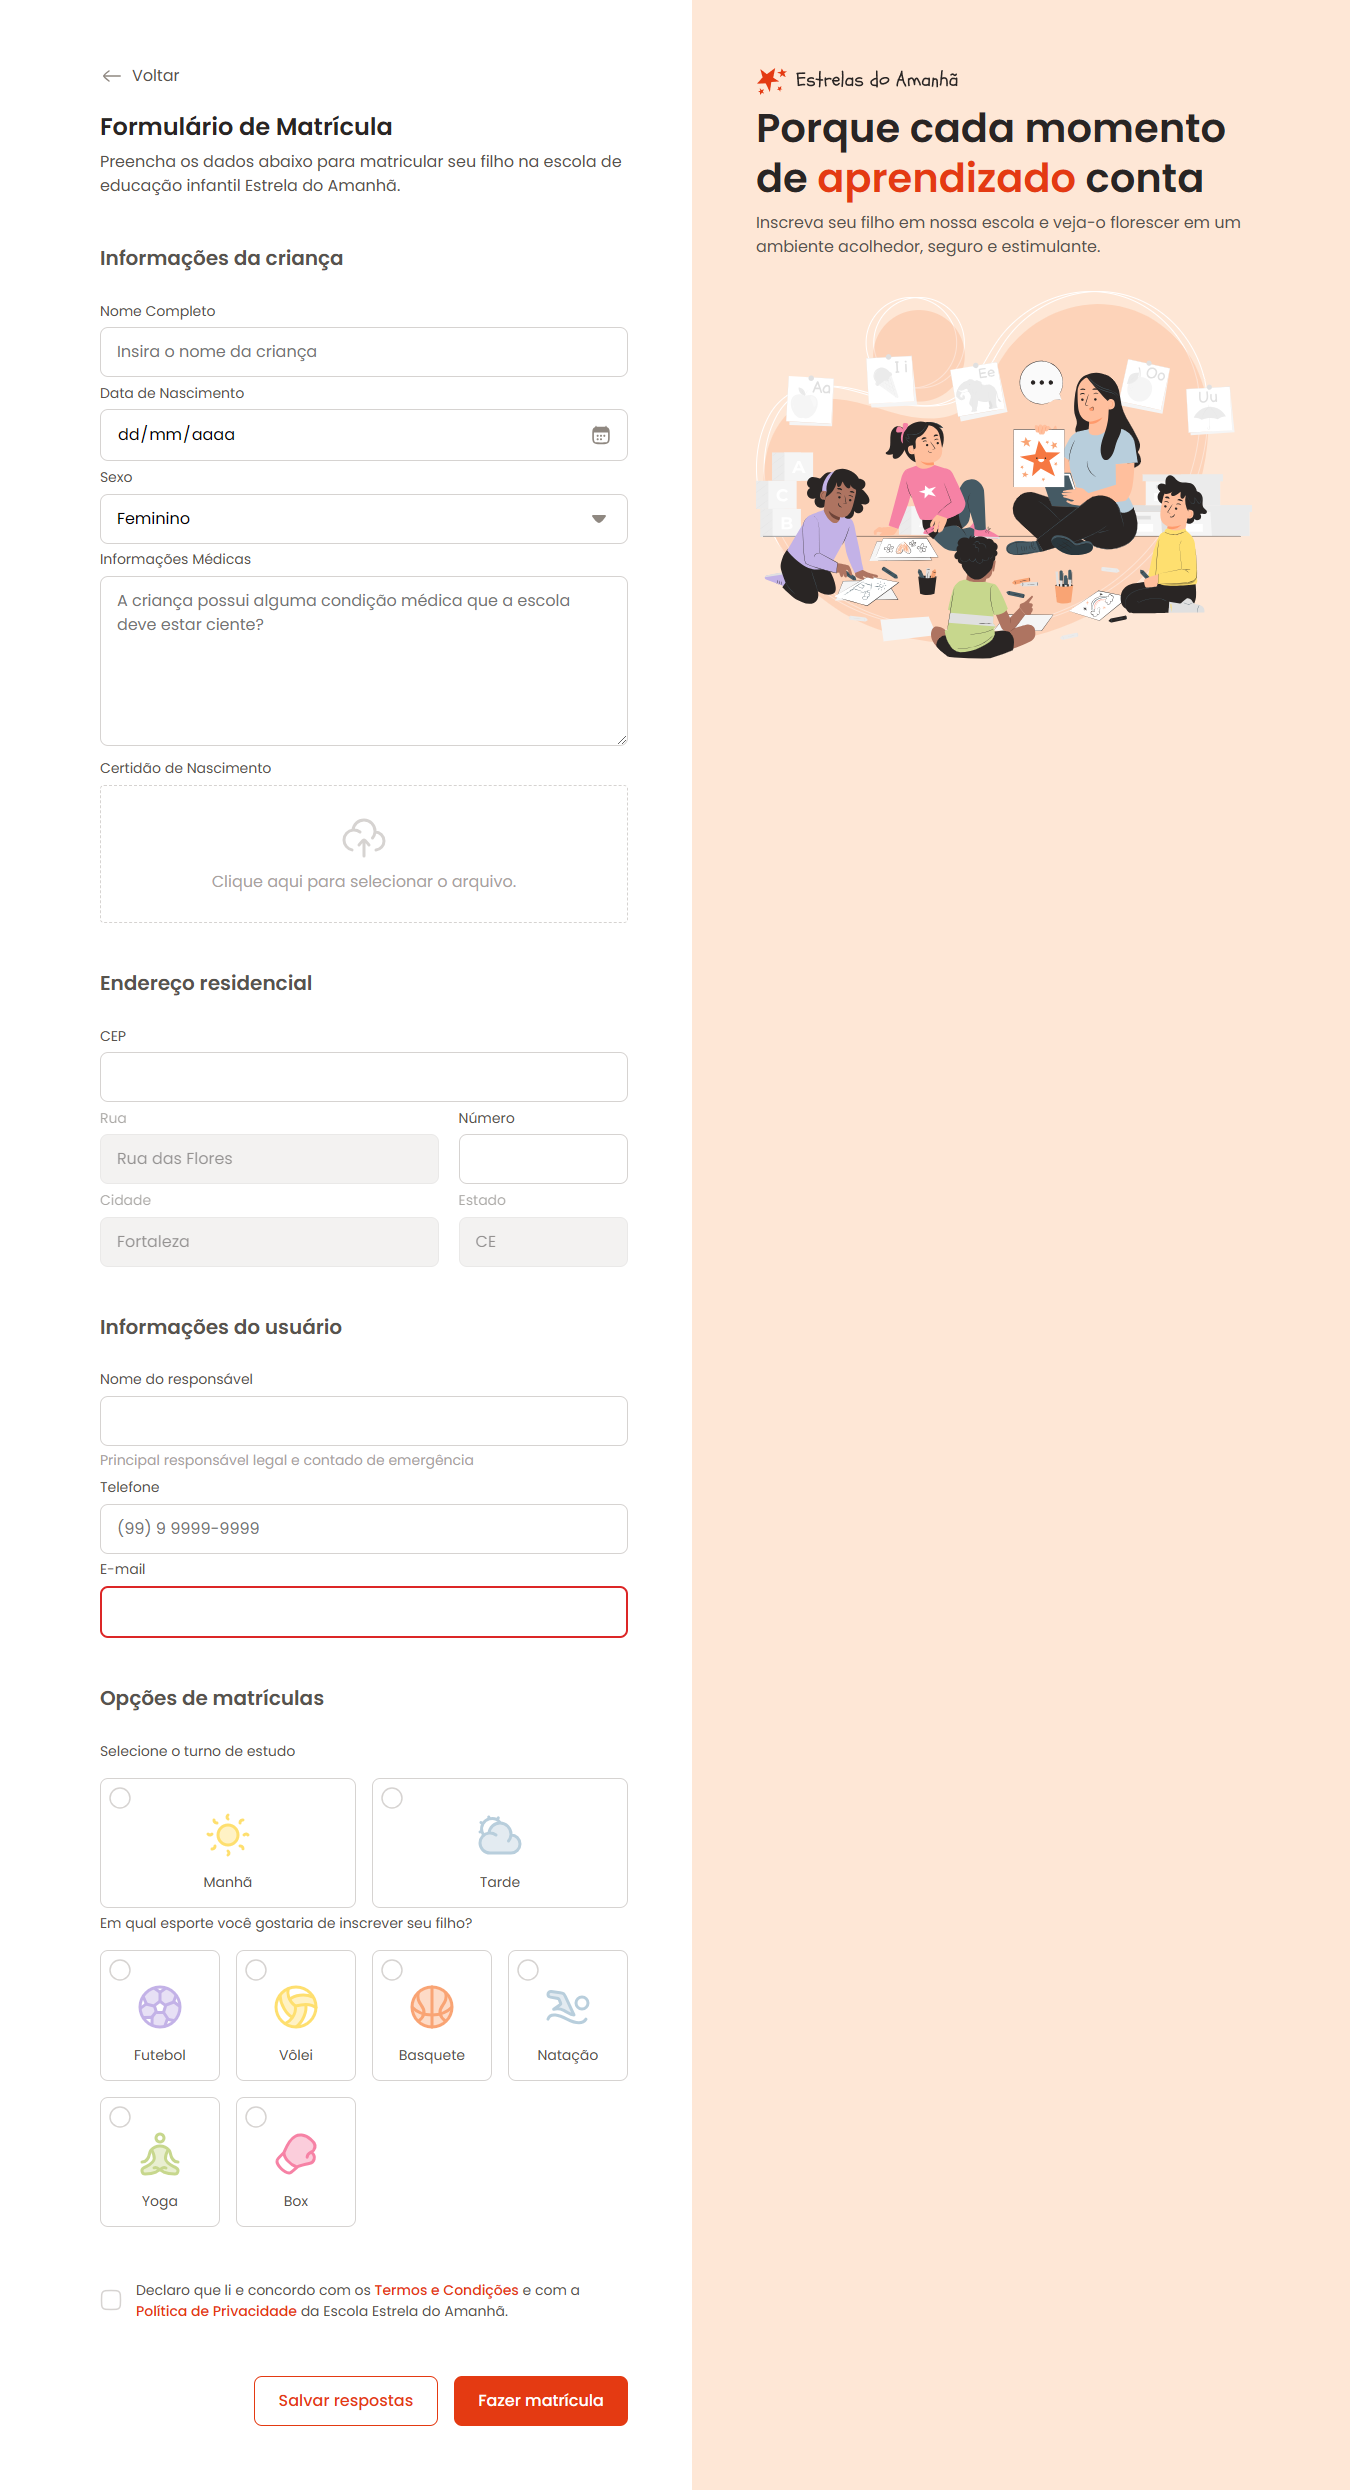 Voltar
Formulário de Matrícula
Preencha os dados abaixo para matricular seu filho na escola de
educação infantil Estrela do Amanhã.
Informações da criança
Nome Completo
Insira o nome da criança
Data de Nascimento
dd/mm/aaaa
Sexo
Feminino
Informações Médicas
A criança possui alguma condição médica que a escola
deve estar ciente?
Certidão de Nascimento
Clique aqui para selecionar o arquivo.
Endereço residencial
CEP
Rua
Número
Rua das Flores
Cidade
Estado
Fortaleza
CE
Informações do usuário
Nome do responsável
Principal responsável legal e contado de emergência
Telefone
(99) 9 9999-9999
E-mail
Opções de matrículas
Selecione o turno de estudo
Manhã
Tarde
Em qual esporte você gostaria de inscrever seu filho?
Futebol
Vôlei
Basquete
Natação
Yoga
Box
Declaro que li e concordo com os Termos e Condições e com a
Política de Privacidade da Escola Estrela do Amanhã.
Salvar respostas
Fazer matrícula
Estrelas do Amanhã
Porque cada momento
de aprendizado conta
Inscreva seu filho em nossa escola e veja-o florescer em um
ambiente acolhedor, seguro e estimulante.
Aa
I i
Ee
Oo
Uu
A
C
B